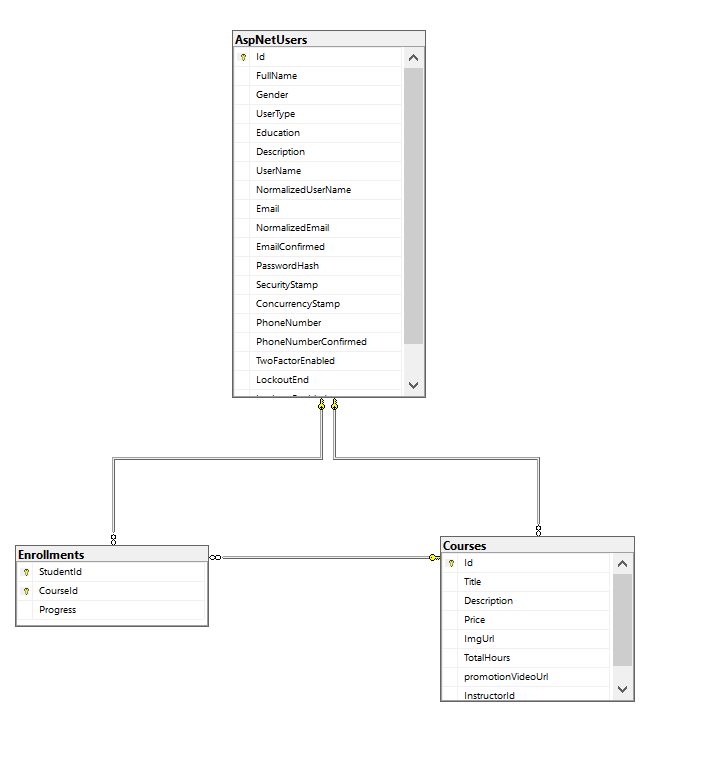 AspNetUsers
Id
FullName
Gender
UserType
Education
Description
UserName
NormalizedUserName
Email
NormalizedEmail
EmailConfirmed
PasswordHash
SecurityStamp
ConcurrencyStamp
PhoneNumber
PhoneNumberConfirmed
TwoFactorEnabled
LockoutEnd
Enrollments
StudentId
CourseId
Progress
Courses
Id
Title
Description
Price
ImgUrl
TotalHours
promotionVideoUrl
InstructorId